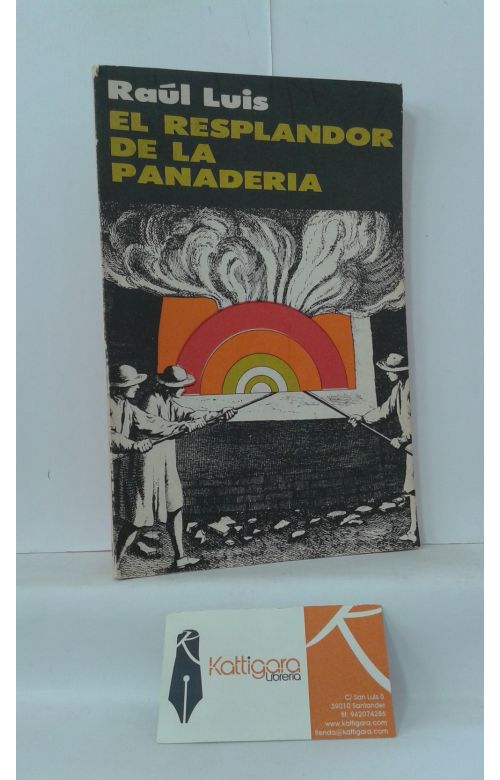 Raúl Luis
EL RESPLANDOR
DE LA
PANADERIA
Kattigara
Librería
C/ San Luis 5
39010 Santander
tlf: 942074286
www.kattigara.com
tienda@kattigara.com